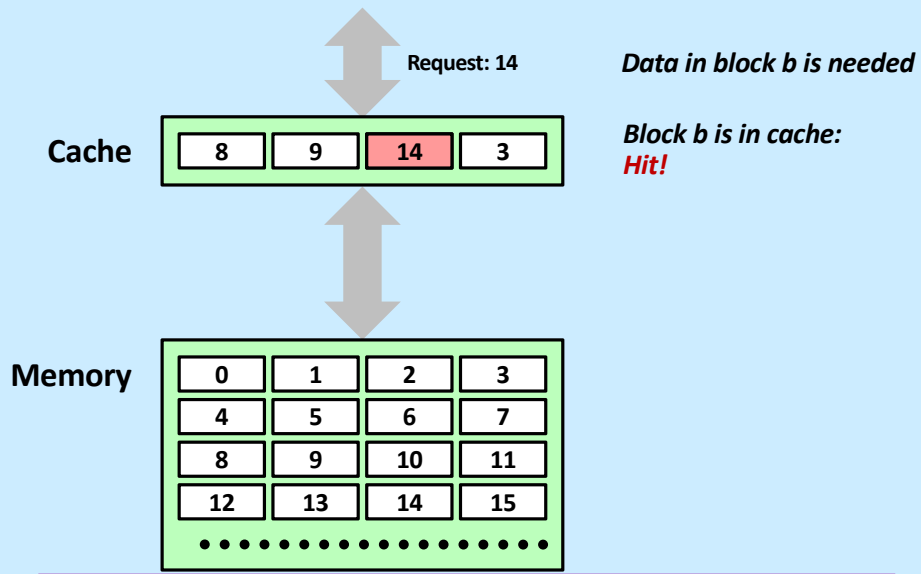 Request: 14
Data in block b is needed
Cache
8 9 14 3
Block b is in cache:
Hit!
Memory
0 1 2 3
4 5 6 7
8 9 10 11
12 13 14 15